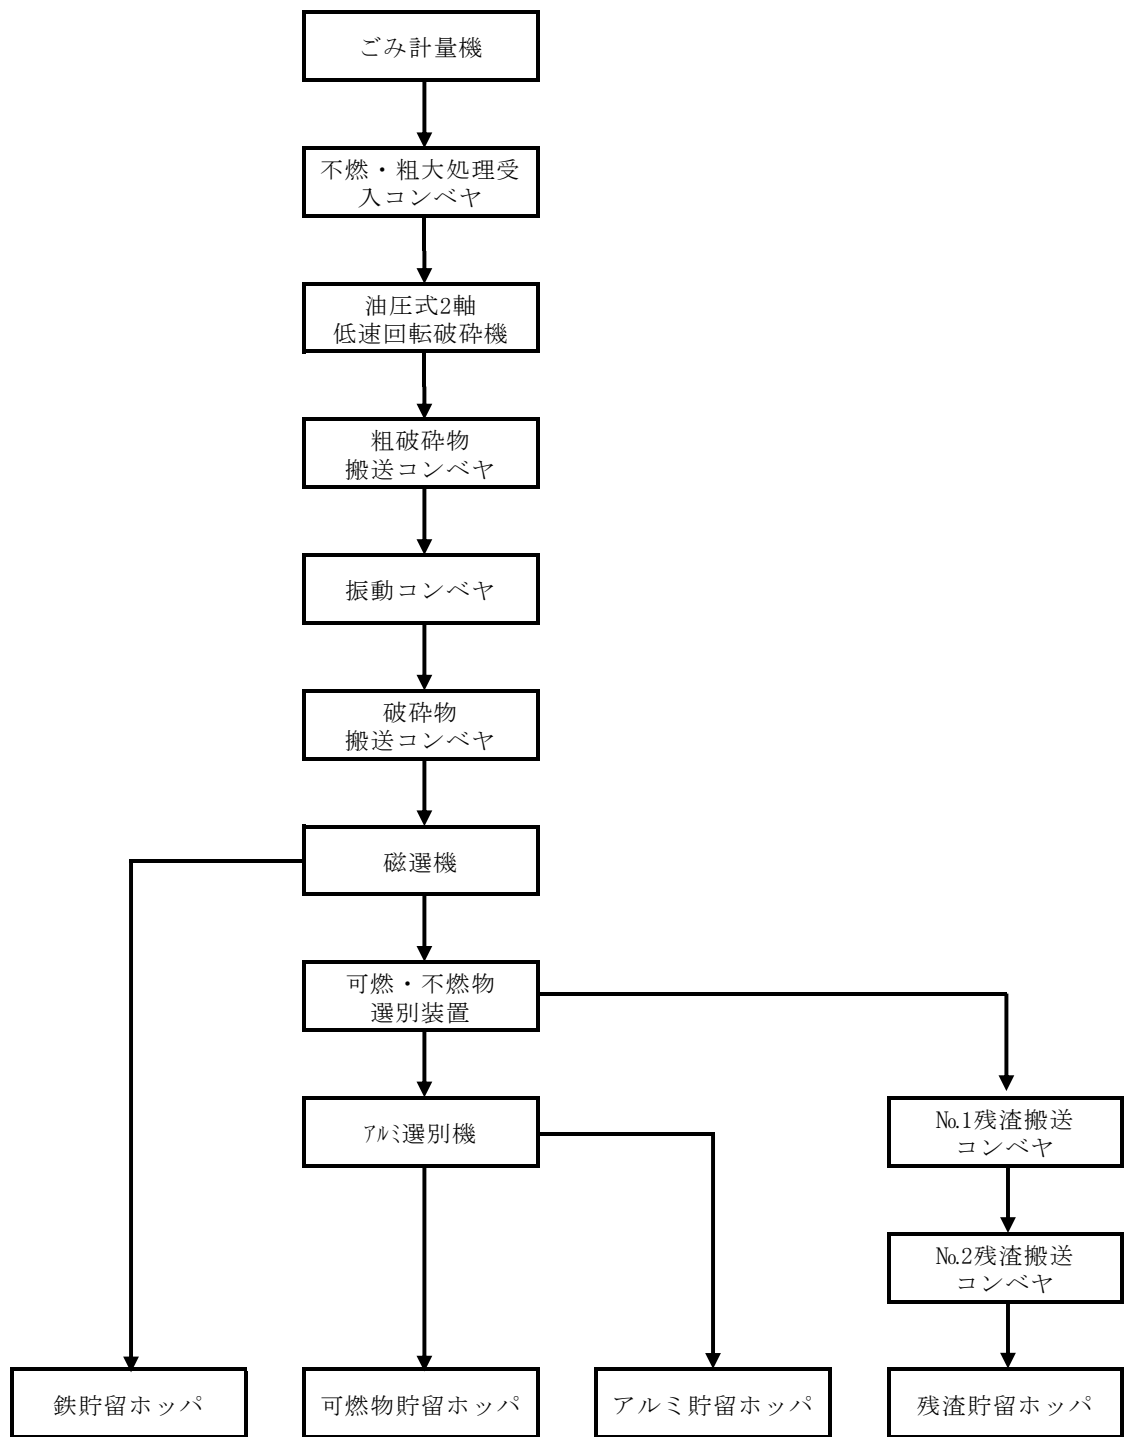 ごみ計量機
不燃・粗大処理受
入コンベヤ
油圧式2軸
低速回転破砕機
粗破砕物
搬送コンベヤ
振動コンベヤ
破砕物
搬送コンベヤ
磁選機
可燃・不燃物
選別装置
ｱﾙﾐ選別機
№1残渣搬送
コンベヤ
№2残渣搬送
コンベヤ
鉄貯留ホッパ
可燃物貯留ホッパ
アルミ貯留ホッパ
残渣貯留ホッパ